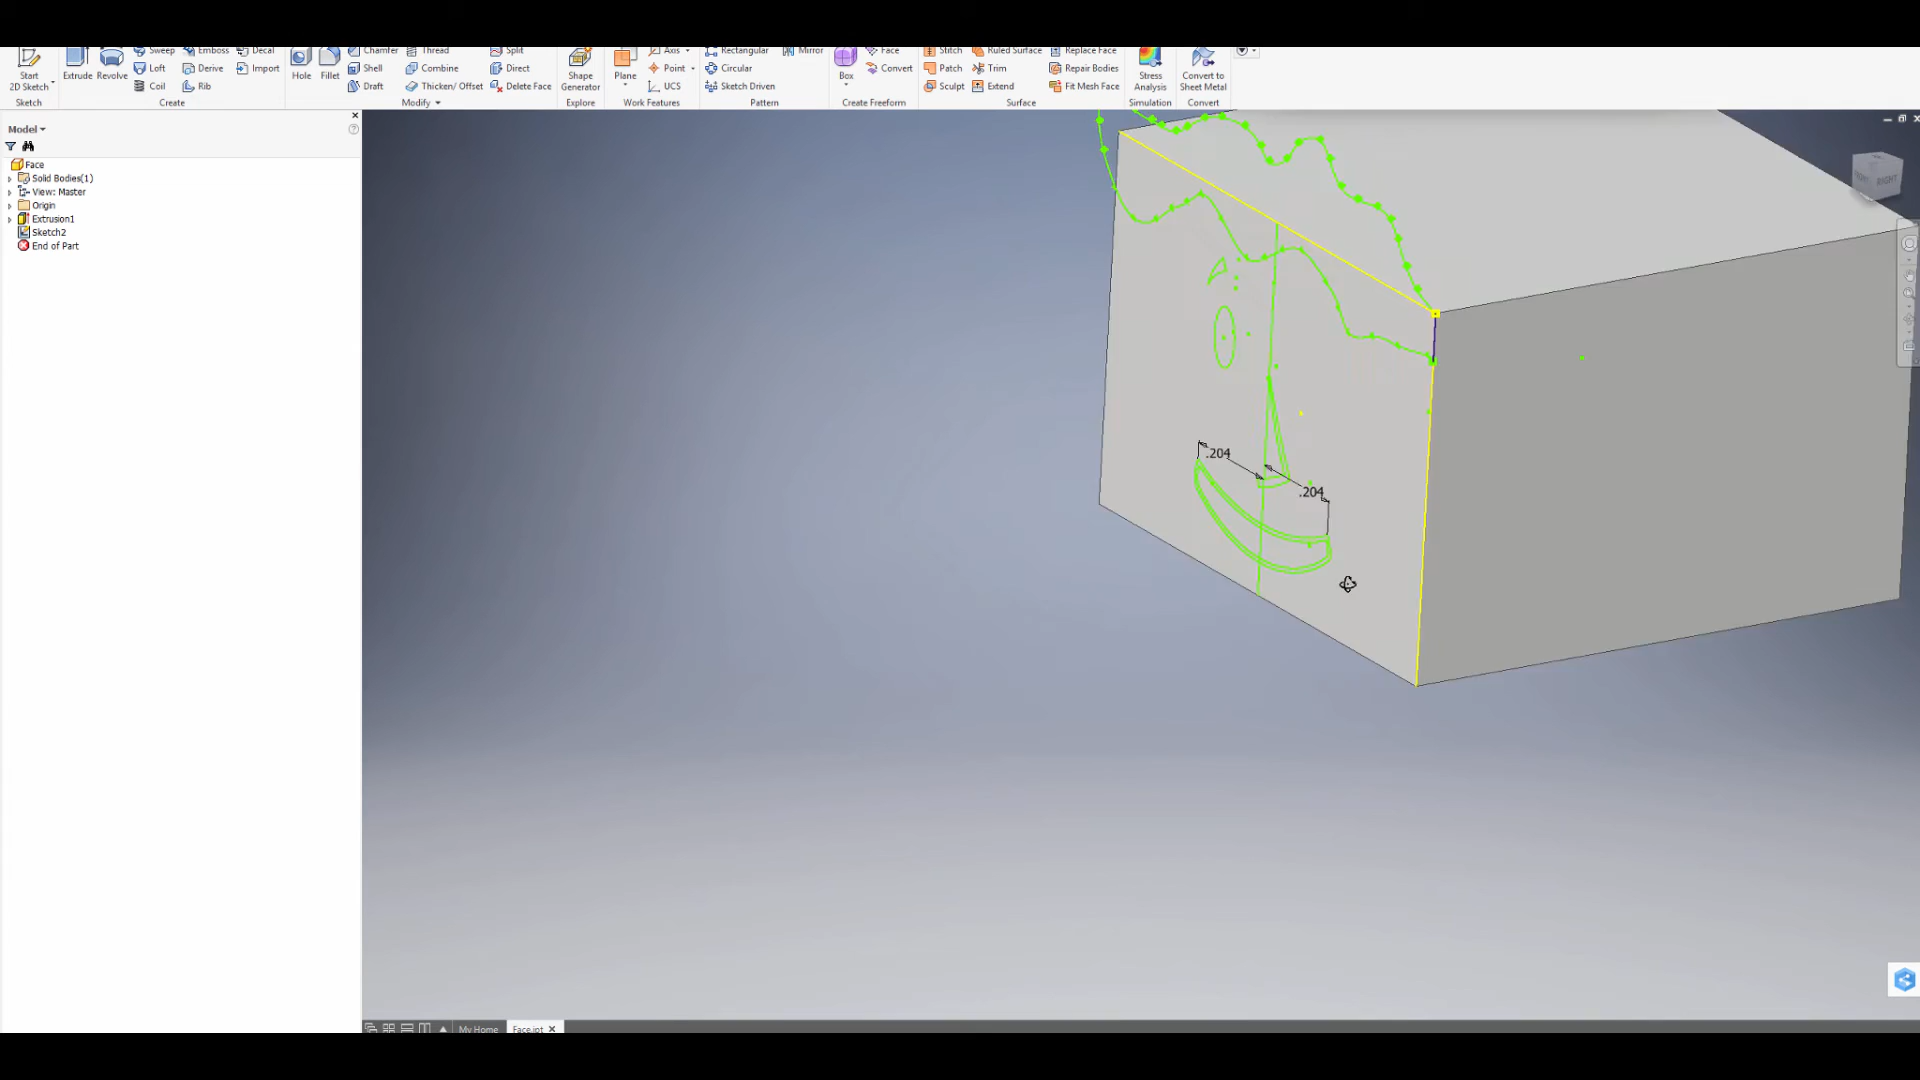 Sweep Emboss Decal Chamfer Thread Split Axis Rectangular Mirror Face Stitch Ruled Surface Replace Face
Start 2D Sketch Extrude Revolve Loft Derive Import Hole Fillet Shell Combine Direct Shape Generator Plane Point Circular Box Convert Patch Trim Repair Bodies Stress Analysis Convert to Sheet Metal
Coil Rib Draft Thicken/ Offset Delete Face UCS Sketch Driven Sculpt Extend Fit Mesh Face
Sketch Create Modify Explore Work Features Pattern Create Freeform Surface Simulation Convert
Model
Face
Solid Bodies(1)
View: Master
Origin
Extrusion1
Sketch2
End of Part
RIGHT
.204
.204
My Home Face.ipt